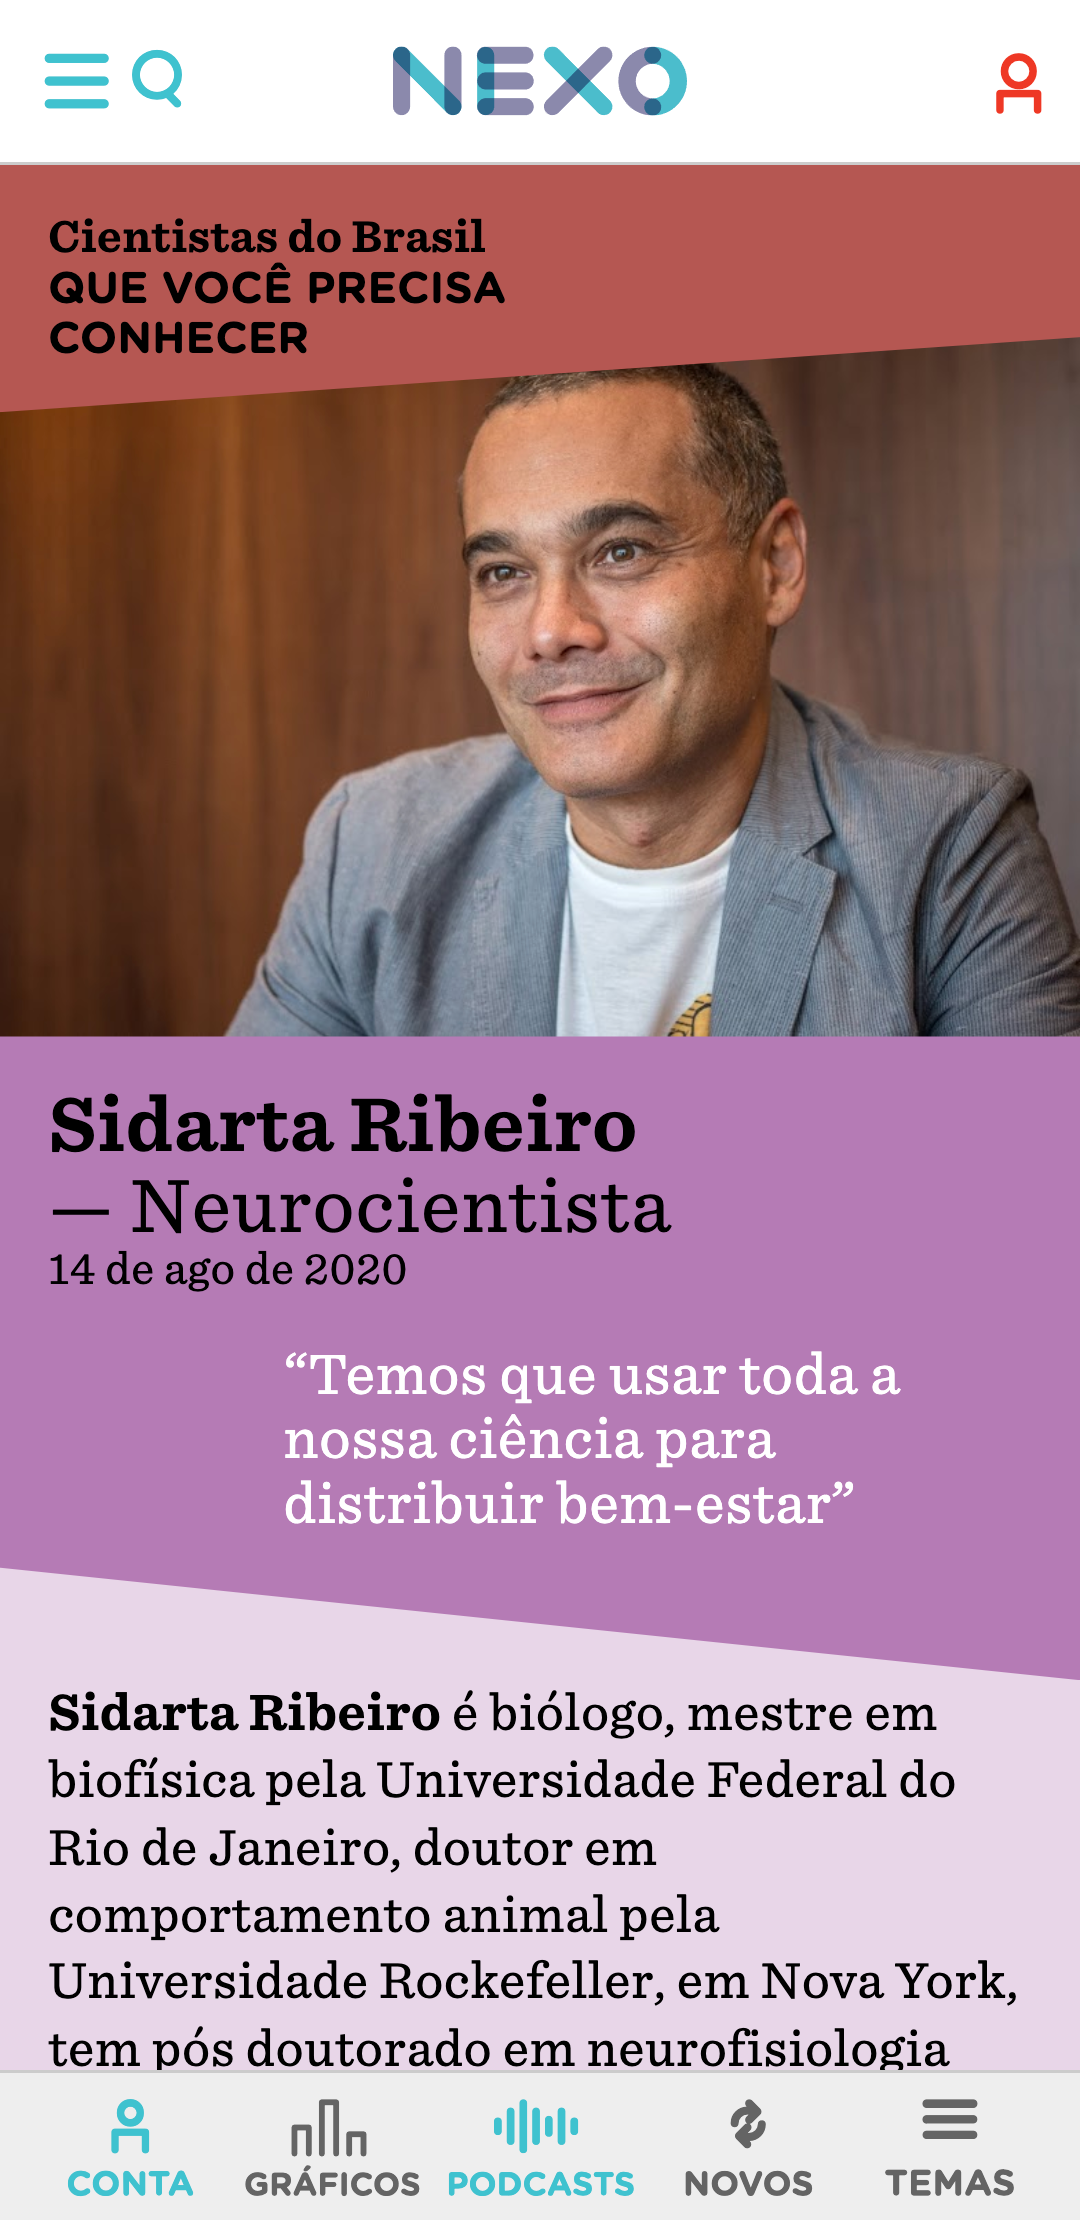 NEXO
Cientistas do Brasil
QUE VOCÊ PRECISA
CONHECER
Sidarta Ribeiro
— Neurocientista
14 de ago de 2020
“Temos que usar toda a
nossa ciência para
distribuir bem-estar”
Sidarta Ribeiro é biólogo, mestre em
biofísica pela Universidade Federal do
Rio de Janeiro, doutor em
comportamento animal pela
Universidade Rockefeller, em Nova York,
tem pós doutorado em neurofisiologia
CONTA GRÁFICOS PODCASTS NOVOS TEMAS